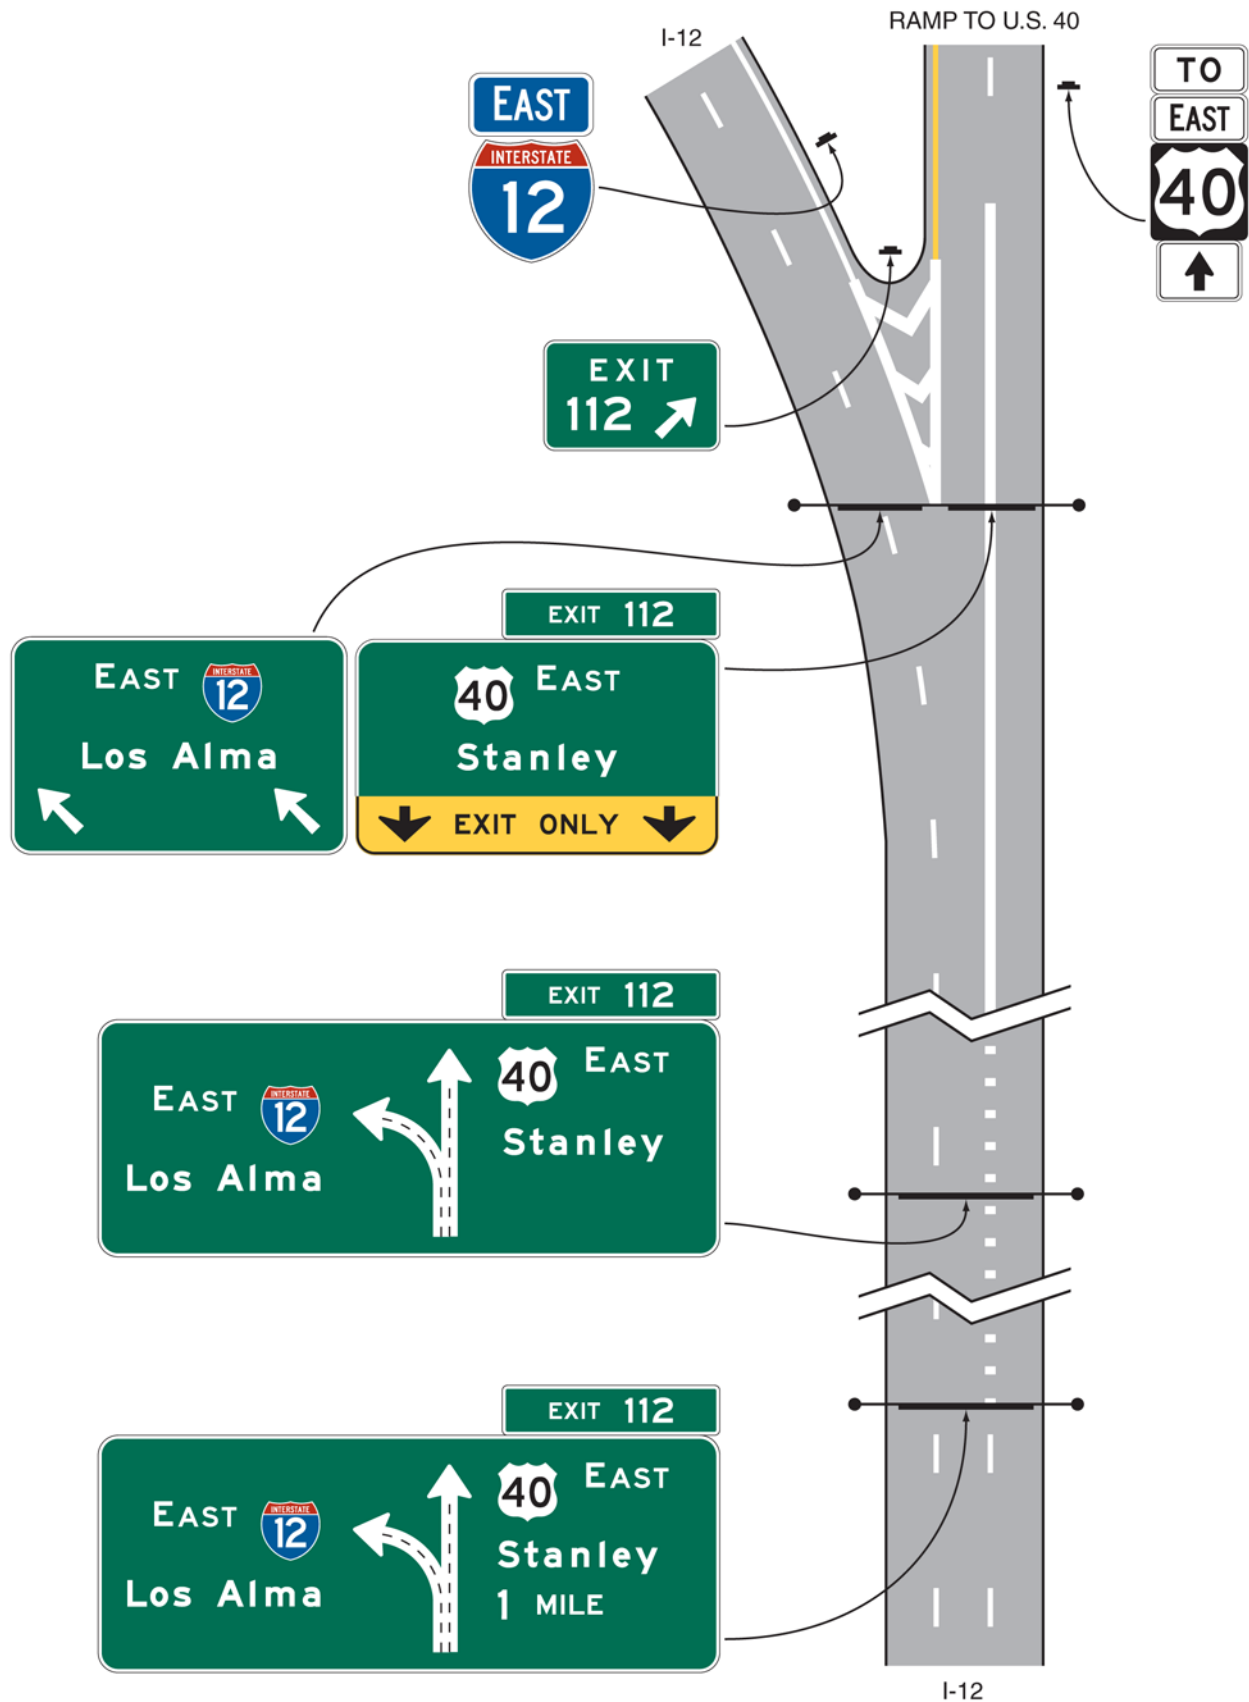 I-12
RAMP TO U.S. 40
EAST
INTERSTATE
12
TO
EAST
40
EXIT
112
EXIT 112
EAST INTERSTATE 12
Los Alma
40 EAST
Stanley
EXIT ONLY
EXIT 112
EAST INTERSTATE 12
Los Alma
40 EAST
Stanley
EXIT 112
EAST INTERSTATE 12
Los Alma
40 EAST
Stanley
1 MILE
I-12